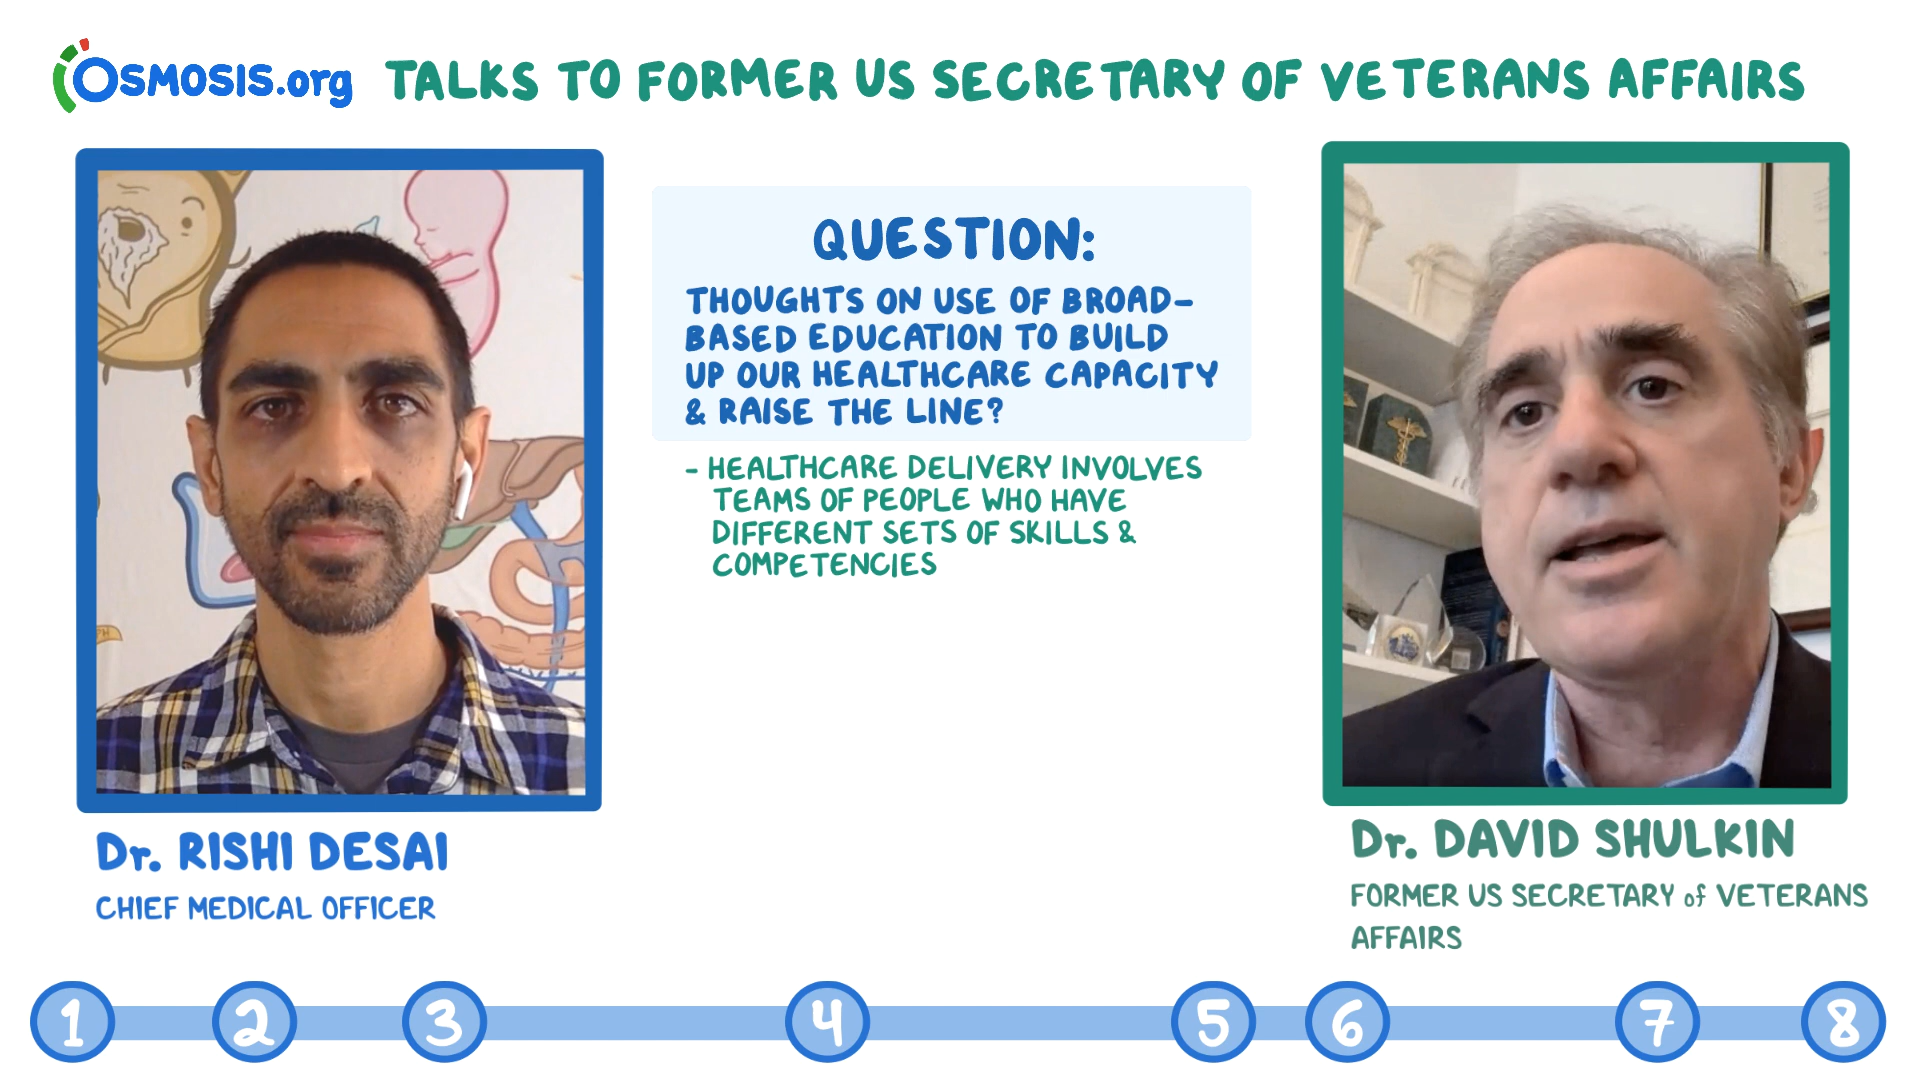 OSMOSIS.org TALKS TO FORMER US SECRETARY OF VETERANS AFFAIRS
QUESTION:
THOUGHTS ON USE OF BROAD-
BASED EDUCATION TO BUILD
UP OUR HEALTHCARE CAPACITY
& RAISE THE LINE?
- HEALTHCARE DELIVERY INVOLVES
TEAMS OF PEOPLE WHO HAVE
DIFFERENT SETS OF SKILLS &
COMPETENCIES
Dr. RISHI DESAI
CHIEF MEDICAL OFFICER
Dr. DAVID SHULKIN
FORMER US SECRETARY of VETERANS
AFFAIRS
1 2 3 4 5 6 7 8